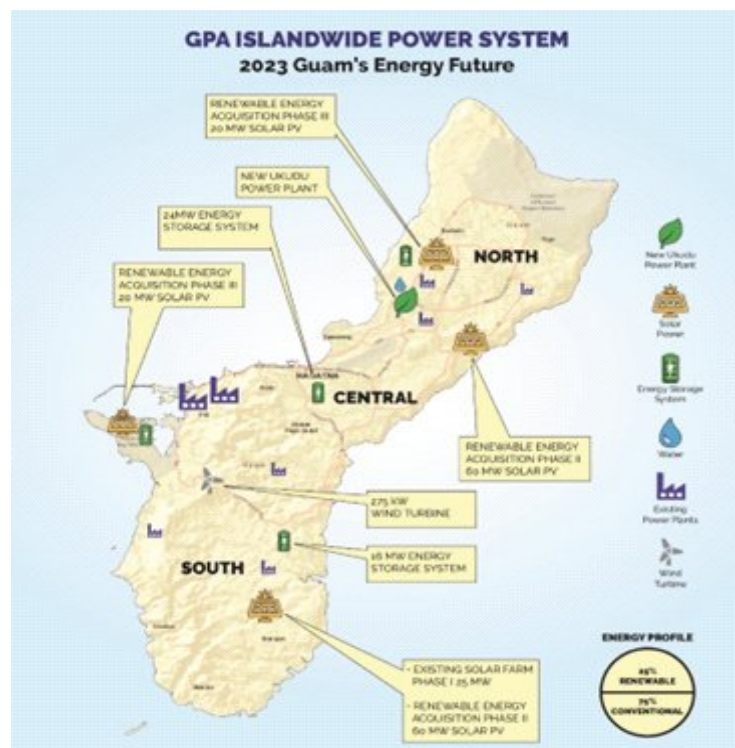 GPA ISLANDWIDE POWER SYSTEM
2023 Guam's Energy Future
RENEWABLE ENERGY
ACQUISITION PHASE III
20 MW SOLAR PV
NEW UKUDU
POWER PLANT
24MW ENERGY
STORAGE SYSTEM
RENEWABLE ENERGY
ACQUISITION PHASE III
20 MW SOLAR PV
NORTH
HAGATNA
CENTRAL
RENEWABLE ENERGY
ACQUISITION PHASE II
60 MW SOLAR PV
275 kW
WIND TURBINE
16 MW ENERGY
STORAGE SYSTEM
SOUTH
- EXISTING SOLAR FARM
PHASE I 25 MW
- RENEWABLE ENERGY
ACQUISITION PHASE II
60 MW SOLAR PV
New Ukudu
Power Plant
Solar
Power
Energy Storage
System
Water
Existing
Power Plants
Wind
Turbine
ENERGY PROFILE
25%
RENEWABLE
75%
CONVENTIONAL